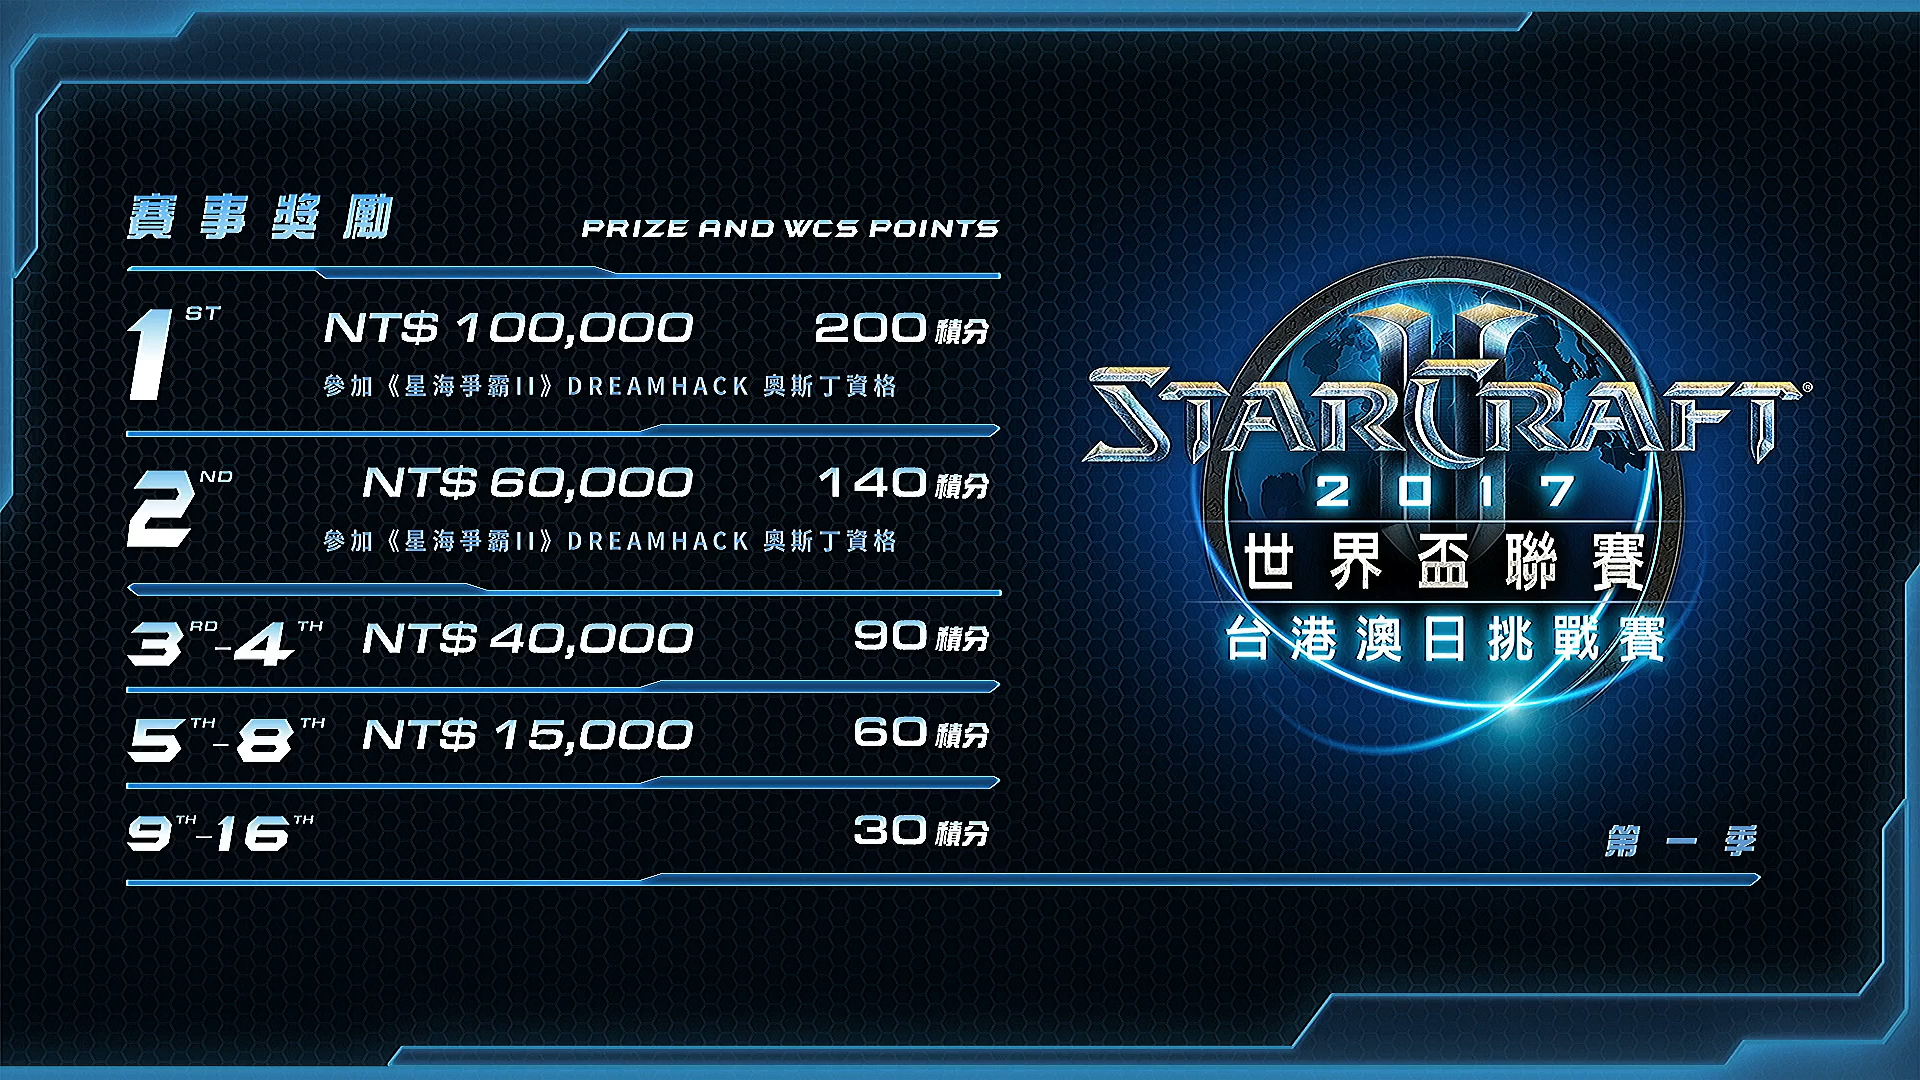 賽事獎勵
PRIZE AND WCS POINTS
1ST NT$ 100,000 200積分
參加《星海爭霸II》DREAMHACK 奧斯丁資格
2ND NT$ 60,000 140積分
參加《星海爭霸II》DREAMHACK 奧斯丁資格
3RD-4TH NT$ 40,000 90積分
5TH-8TH NT$ 15,000 60積分
9TH-16TH 30積分
STARCRAFT®
II
2017
世界盃聯賽
台港澳日挑戰賽
第一季